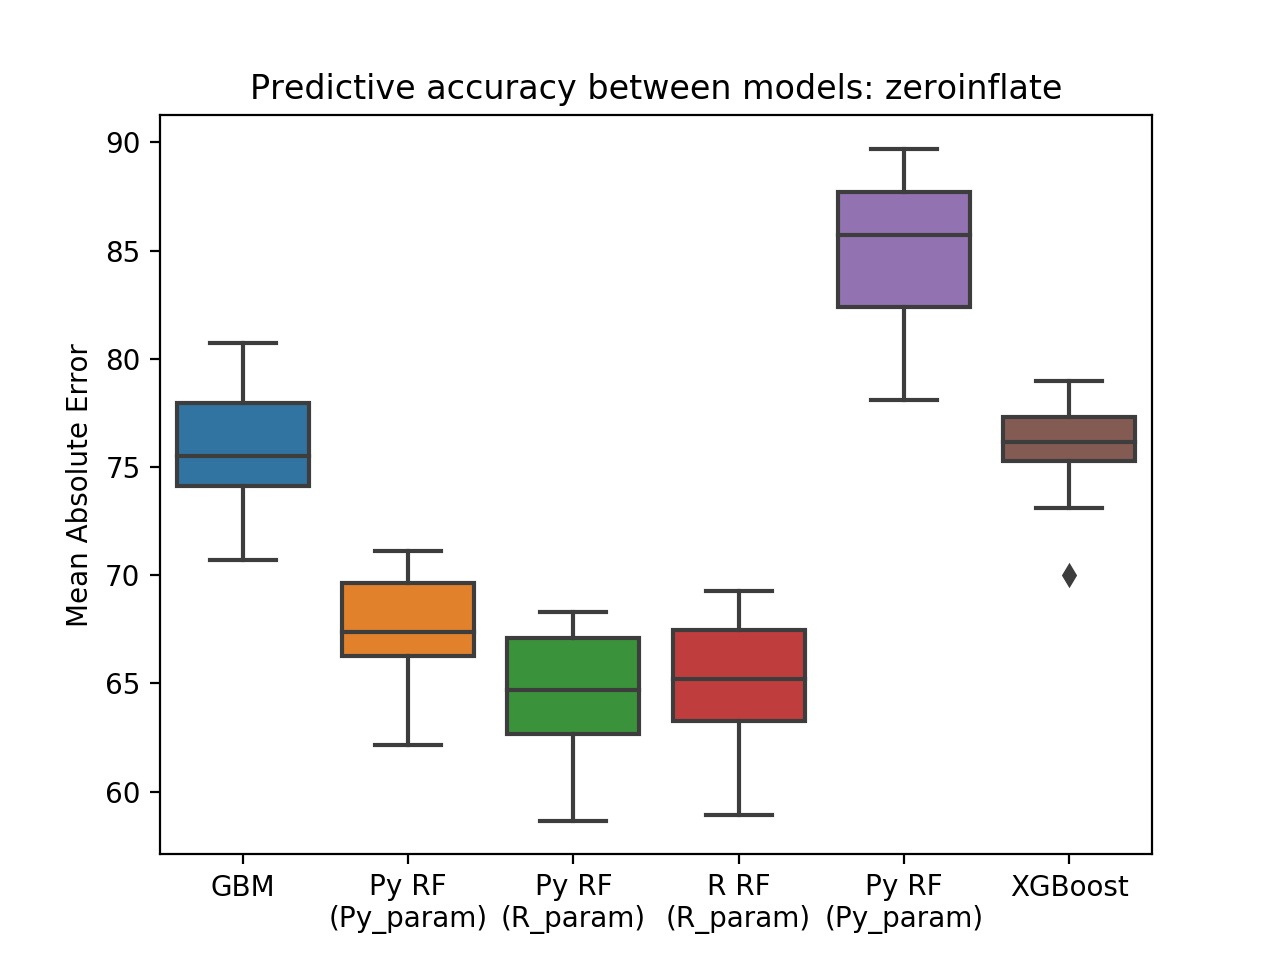 Predictive accuracy between models: zeroinflate
Mean Absolute Error
90
85
80
75
70
65
60
GBM
Py RF
(Py_param)
Py RF
(R_param)
R RF
(R_param)
Py RF
(Py_param)
XGBoost